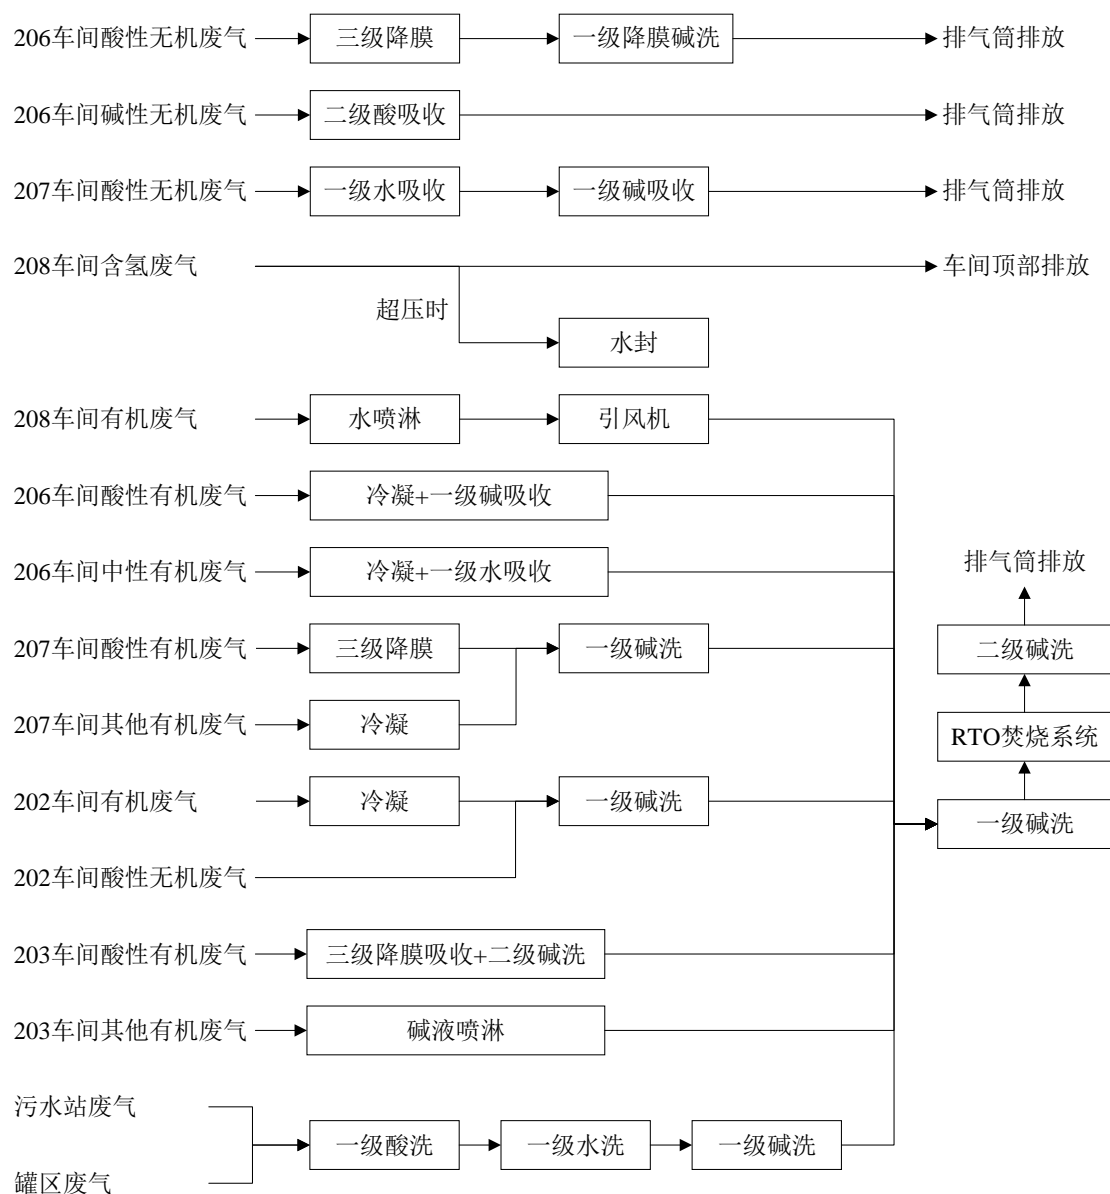 206车间酸性无机废气 三级降膜 一级降膜碱洗 排气筒排放
206车间碱性无机废气 二级酸吸收 排气筒排放
207车间酸性无机废气 一级水吸收 一级碱吸收 排气筒排放
208车间含氢废气 车间顶部排放
超压时
水封
208车间有机废气 水喷淋 引风机
206车间酸性有机废气 冷凝+一级碱吸收
206车间中性有机废气 冷凝+一级水吸收 排气筒排放
207车间酸性有机废气 三级降膜 一级碱洗 二级碱洗
207车间其他有机废气 冷凝 RTO焚烧系统
202车间有机废气 冷凝 一级碱洗 一级碱洗
202车间酸性无机废气
203车间酸性有机废气 三级降膜吸收+二级碱洗
203车间其他有机废气 碱液喷淋
污水站废气
一级酸洗 一级水洗 一级碱洗
罐区废气